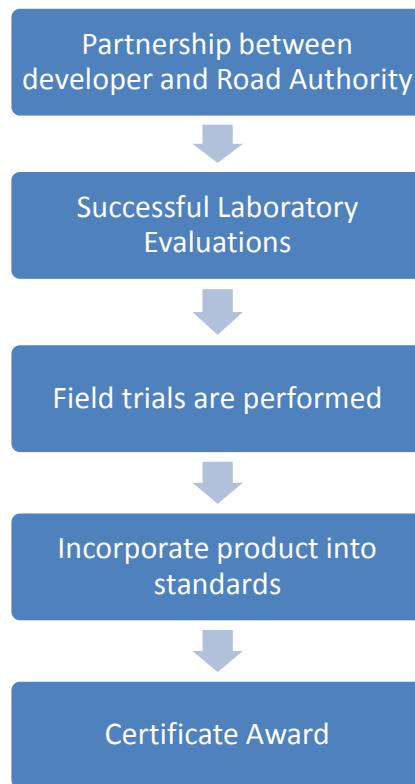 Partnership between
developer and Road Authority
Successful Laboratory
Evaluations
Field trials are performed
Incorporate product into
standards
Certificate Award